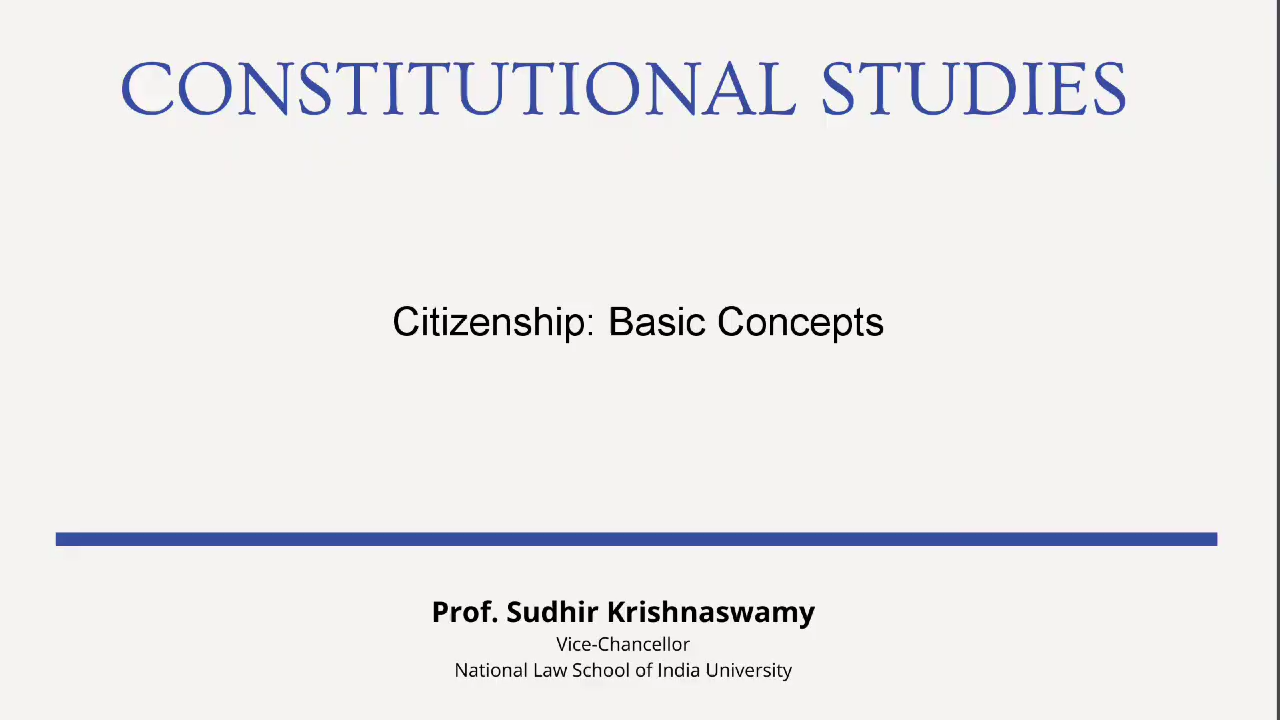 CONSTITUTIONAL STUDIES
Citizenship: Basic Concepts
Prof. Sudhir Krishnaswamy
Vice-Chancellor
National Law School of India University